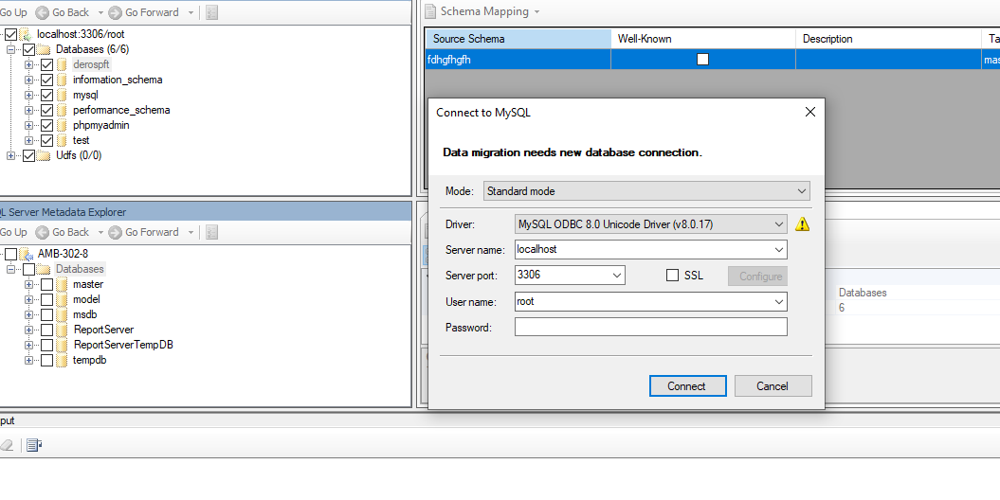 Go Up Go Back Go Forward
localhost:3306/root
Databases (6/6)
derospft
information_schema
mysql
performance_schema
phpmyadmin
test
Udfs (0/0)
Schema Mapping
Source Schema Well-Known Description Ta
fdhgfhgfh mas
QL Server Metadata Explorer
Go Up Go Back Go Forward
AMB-302-8
Databases
master
model
msdb
ReportServer
ReportServerTempDB
tempdb
Connect to MySQL
Data migration needs new database connection.
Mode: Standard mode
Driver: MySQL ODBC 8.0 Unicode Driver (v8.0.17)
Server name: localhost
Server port: 3306 SSL Configure
User name: root
Password:
Connect Cancel
Databases
6
put